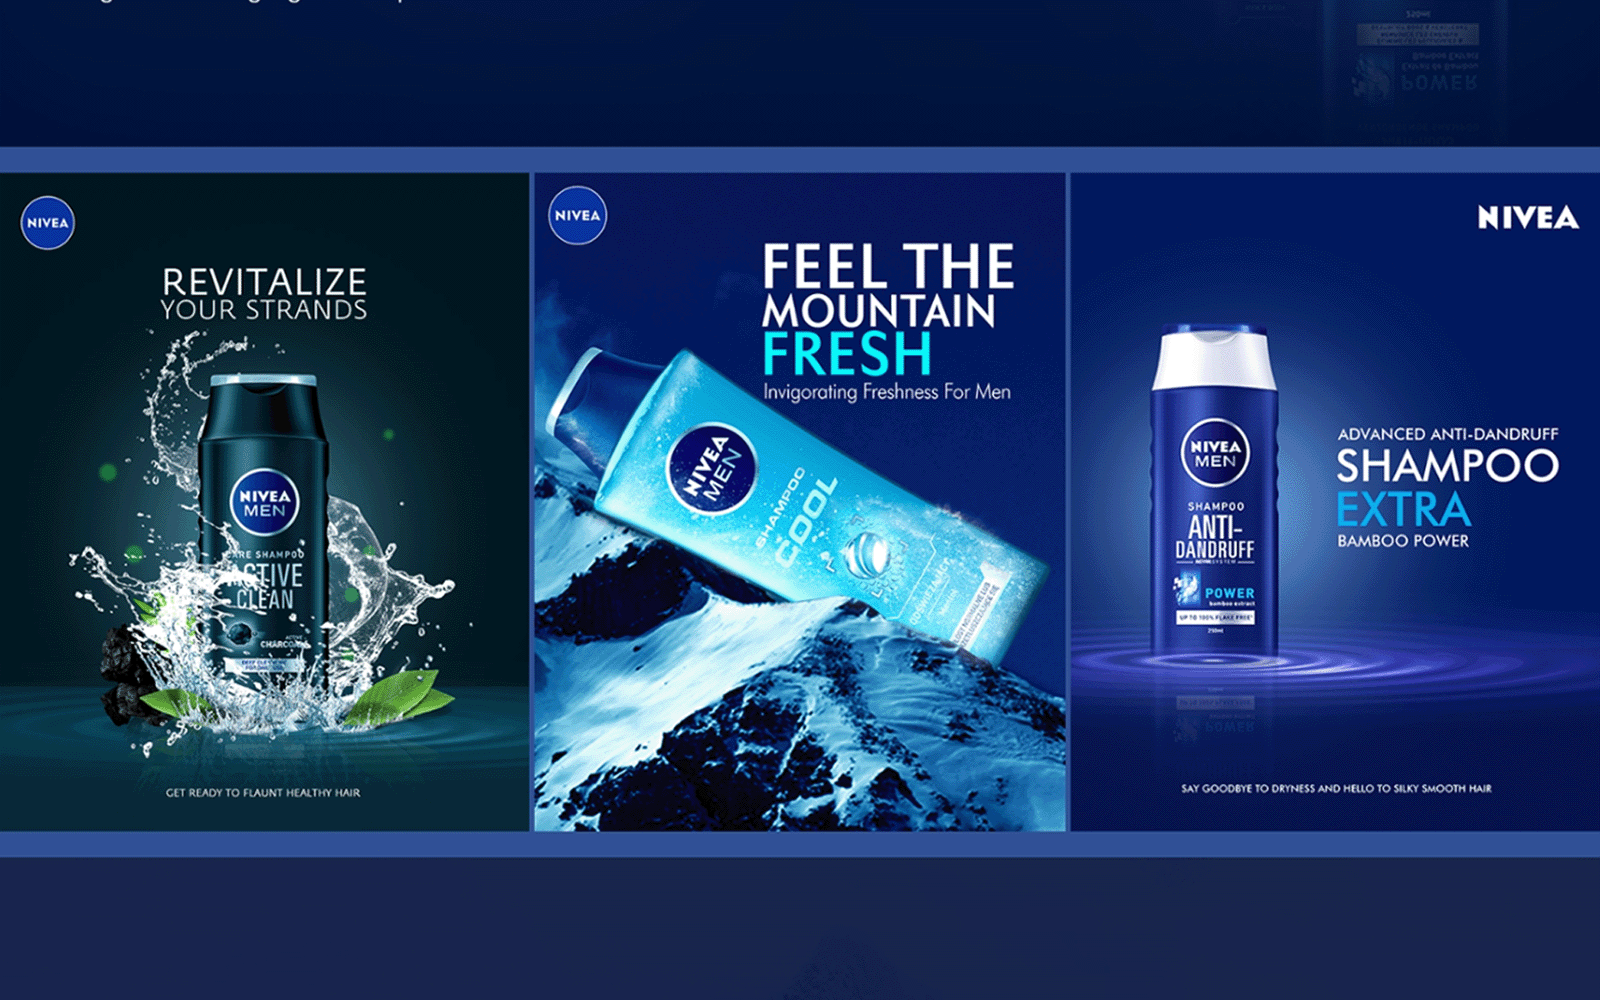 NIVEA
REVITALIZE
YOUR STRANDS
NIVEA
MEN
CARE SHAMPOO
ACTIVE
CLEAN
ACTIVE
CHARCOAL
GET READY TO FLAUNT HEALTHY HAIR
NIVEA
FEEL THE
MOUNTAIN
FRESH
Invigorating Freshness For Men
NIVEA
MEN
SHAMPOO
COOL
NIVEA
ADVANCED ANTI-DANDRUFF
SHAMPOO
EXTRA
BAMBOO POWER
NIVEA
MEN
SHAMPOO
ANTI-
DANDRUFF
POWER
bamboo extract
UP TO 100% FLAKE FREE*
250ml
SAY GOODBYE TO DRYNESS AND HELLO TO SILKY SMOOTH HAIR